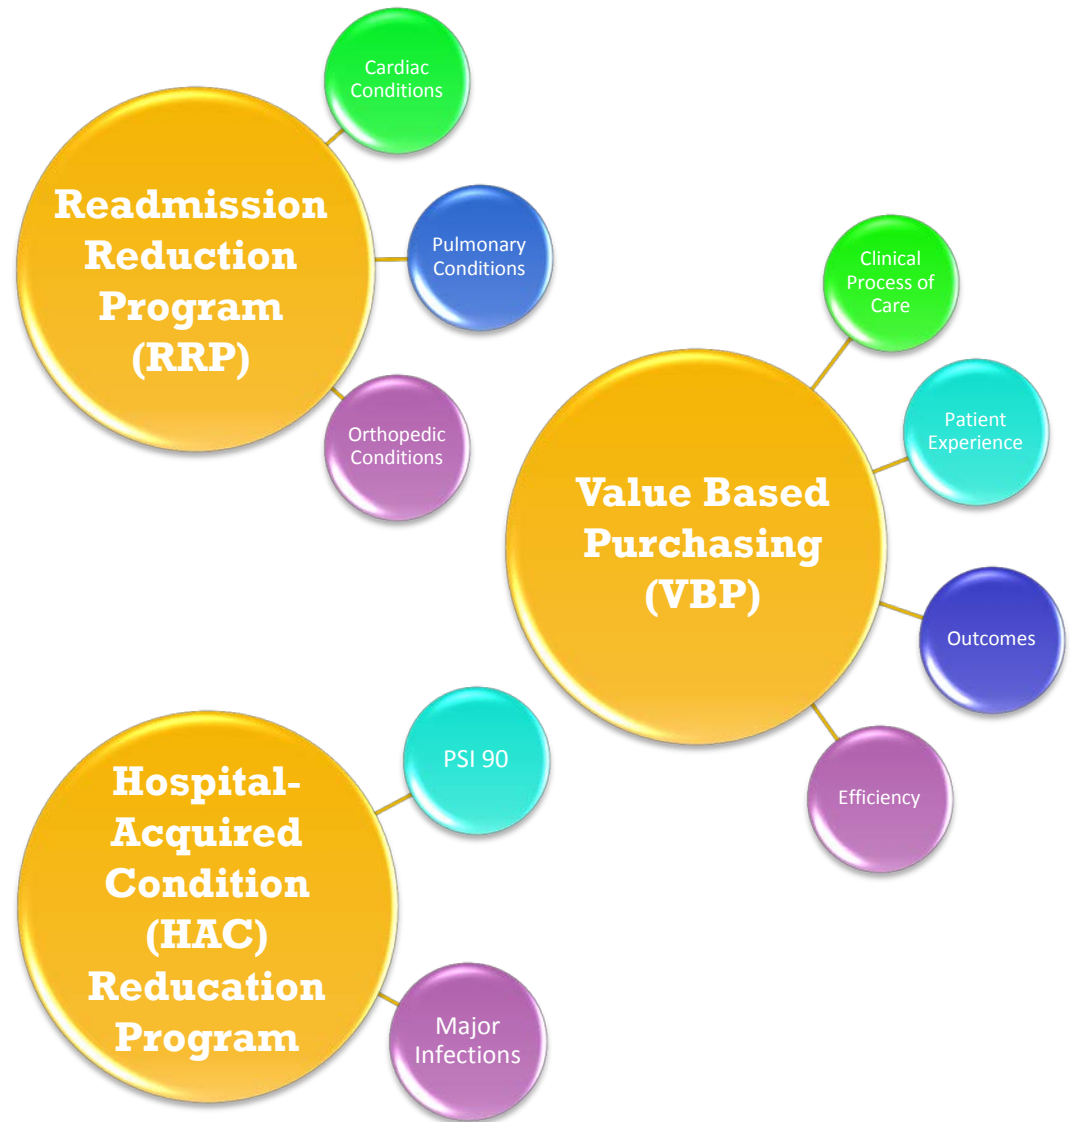 Readmission
Reduction
Program
(RRP)
Cardiac
Conditions
Pulmonary
Conditions
Orthopedic
Conditions
Value Based
Purchasing
(VBP)
Clinical
Process of
Care
Patient
Experience
Outcomes
Efficiency
Hospital-
Acquired
Condition
(HAC)
Reducation
Program
PSI 90
Major
Infections